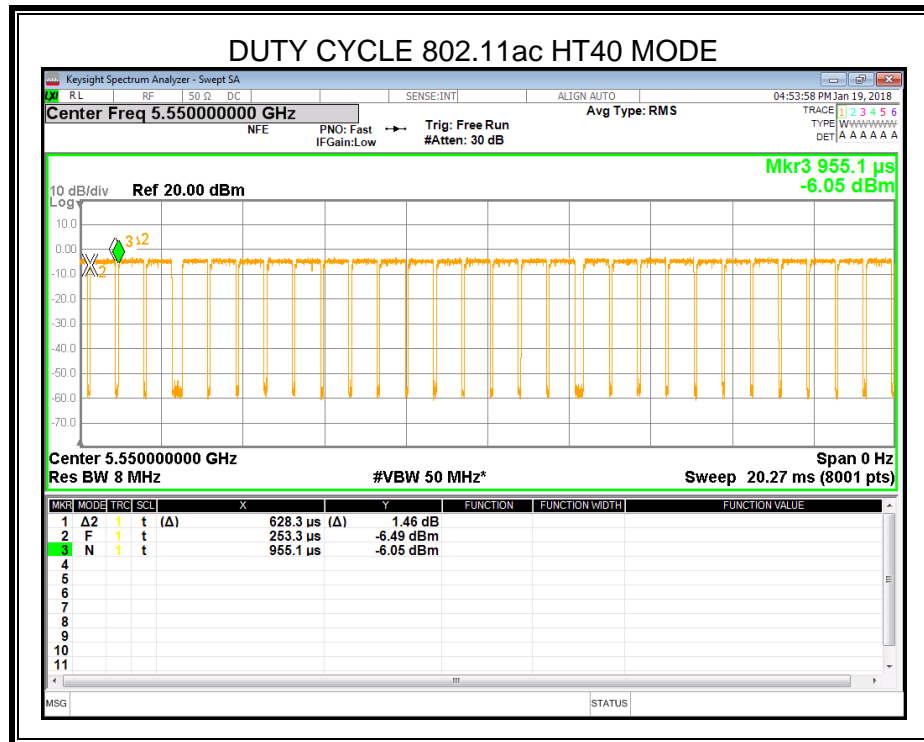 DUTY CYCLE 802.11ac HT40 MODE
Keysight Spectrum Analyzer - Swept SA
LXI RL RF 50 Ω DC SENSE:INT ALIGN AUTO 04:53:58 PM Jan 19, 2018
Center Freq 5.550000000 GHz Avg Type: RMS TRACE 1 2 3 4 5 6
NFE PNO: Fast Trig: Free Run TYPE WWWWWW
IFGain:Low #Atten: 30 dB DET A A A A A A
Mkr3 955.1 µs
10 dB/div Ref 20.00 dBm -6.05 dBm
Log
10.0
0.00 3 1Δ2
-10.0 2
-20.0
-30.0
-40.0
-50.0
-60.0
-70.0
Center 5.550000000 GHz Span 0 Hz
Res BW 8 MHz #VBW 50 MHz* Sweep 20.27 ms (8001 pts)
MKR MODE TRC SCL X Y FUNCTION FUNCTION WIDTH FUNCTION VALUE
1 Δ2 1 t (Δ) 628.3 µs (Δ) 1.46 dB
2 F 1 t 253.3 µs -6.49 dBm
3 N 1 t 955.1 µs -6.05 dBm
4
5
6
7
8
9
10
11
MSG STATUS